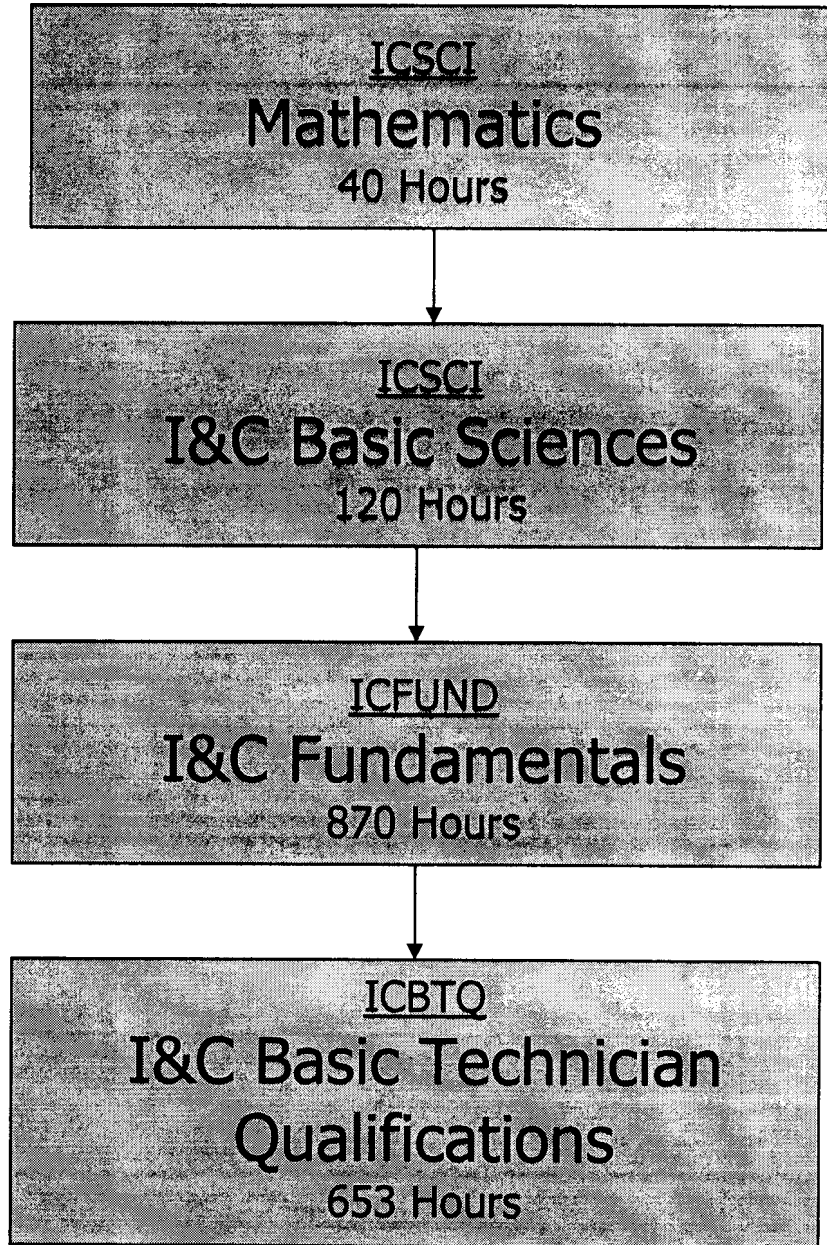 ICSCI
Mathematics
40 Hours
ICSCI
I&C Basic Sciences
120 Hours
ICFUND
I&C Fundamentals
870 Hours
ICBTQ
I&C Basic Technician
Qualifications
653 Hours